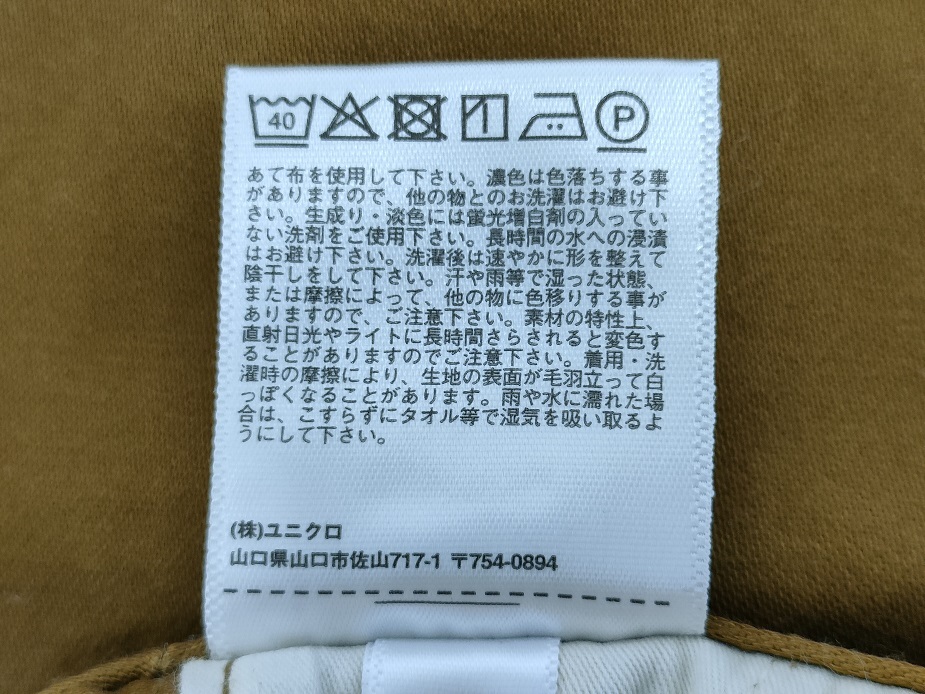 40
P
あて布を使用して下さい。濃色は色落ちする事
がありますので、他の物とのお洗濯はお避け下
さい。生成り・淡色には蛍光増白剤の入ってい
ない洗剤をご使用下さい。長時間の水への浸漬
はお避け下さい。洗濯後は速やかに形を整えて
陰干しをして下さい。汗や雨等で湿った状態、
または摩擦によって、他の物に色移りする事が
ありますので、ご注意下さい。素材の特性上、
直射日光やライトに長時間さらされると変色す
ることがありますのでご注意下さい。着用・洗
濯時の摩擦により、生地の表面が毛羽立って白
っぽくなることがあります。雨や水に濡れた場
合は、こすらずにタオル等で湿気を吸い取るよ
うにして下さい。
(株)ユニクロ
山口県山口市佐山717-1 〒754-0894